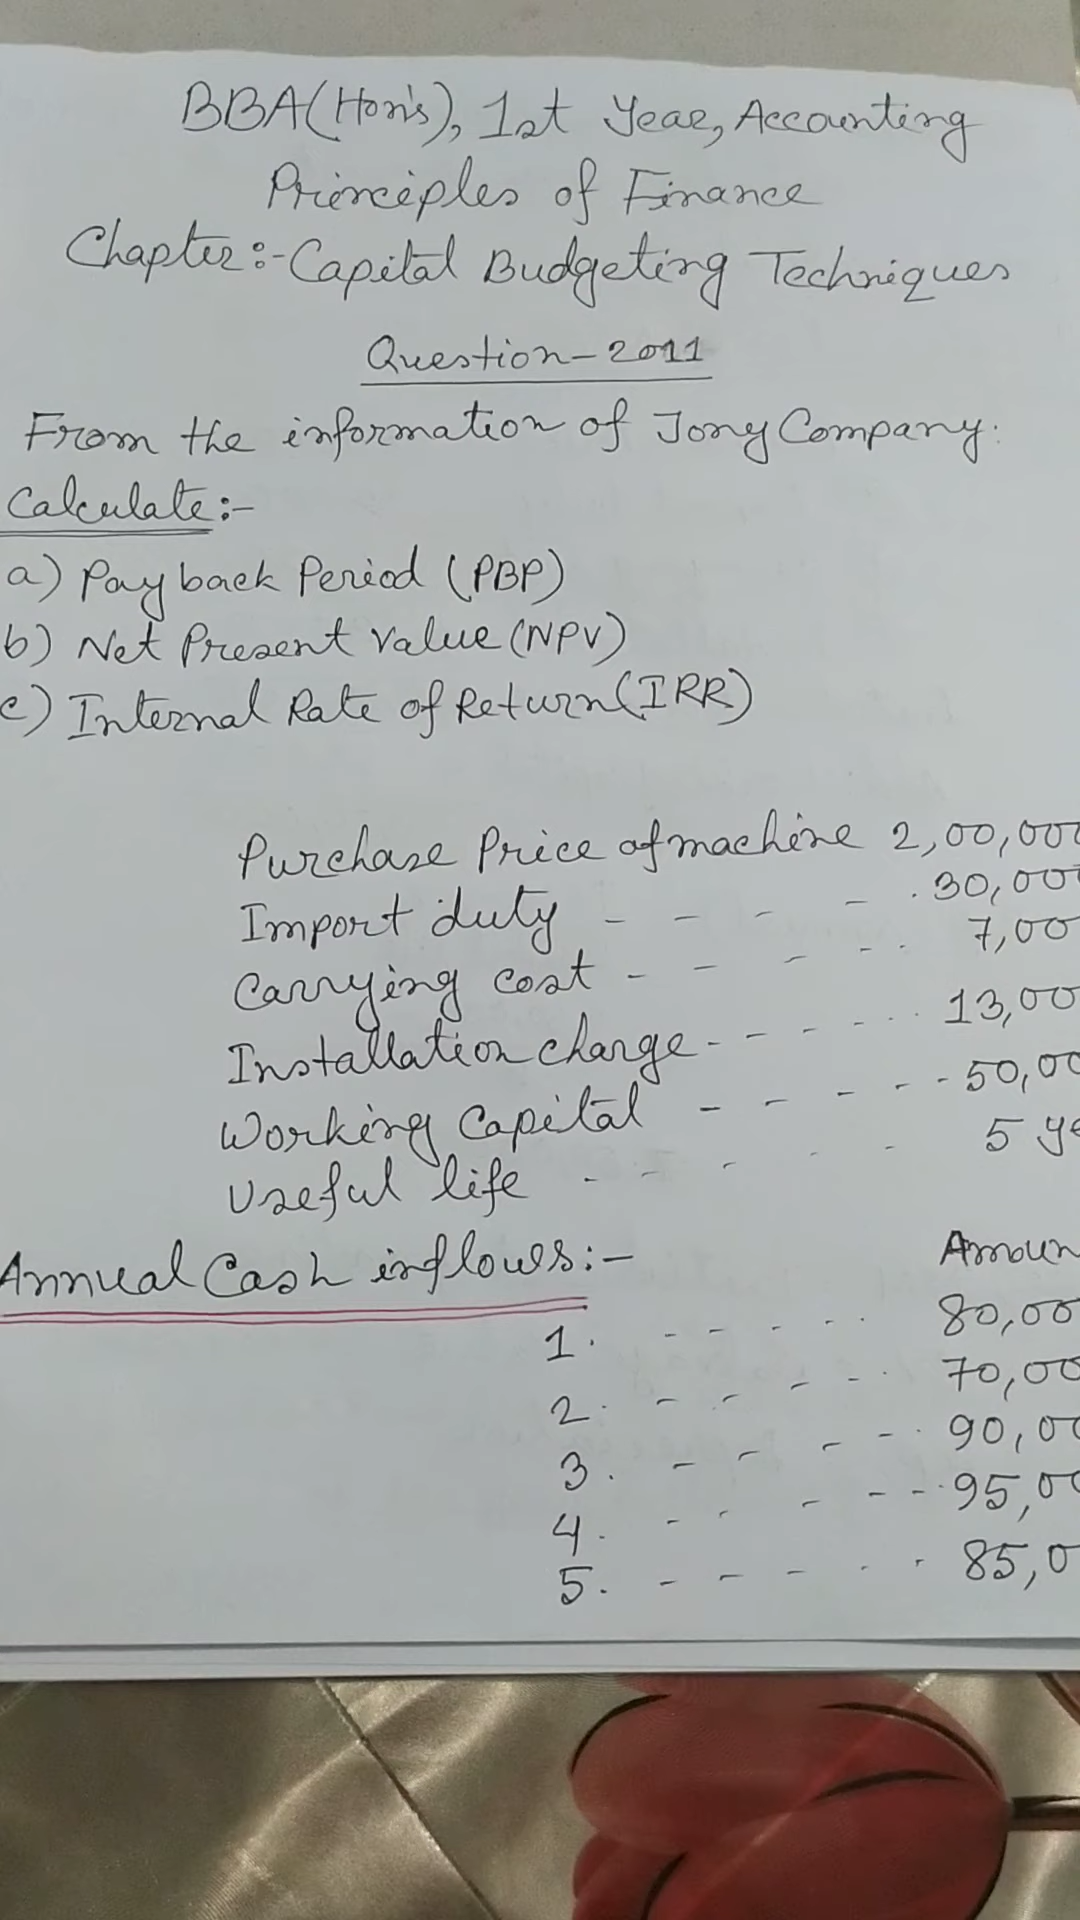 BBA(Hon's), 1st Year, Accounting
Principles of Finance
Chapter:-Capital Budgeting Techniques
Question-2011
From the information of Jony Company.
Calculate:-
a) Pay back Period (PBP)
b) Net Present Value (NPV)
c) Internal Rate of Return (IRR)
Purchase Price of machine 2,00,000
Import duty - - - - . 30,000
Carrying cost - - - - - . 7,00
Installation charge - - - - - . . 13,00
Working Capital - - - - - - 50,00
Useful life - - - - - 5 ye
Annual Cash inflows:- Amoun
1. - - - - - . 80,00
2. - - - - . 70,00
3. - - - - . 90,00
4. - - - - - . 95,00
5. - - - - . 85,0